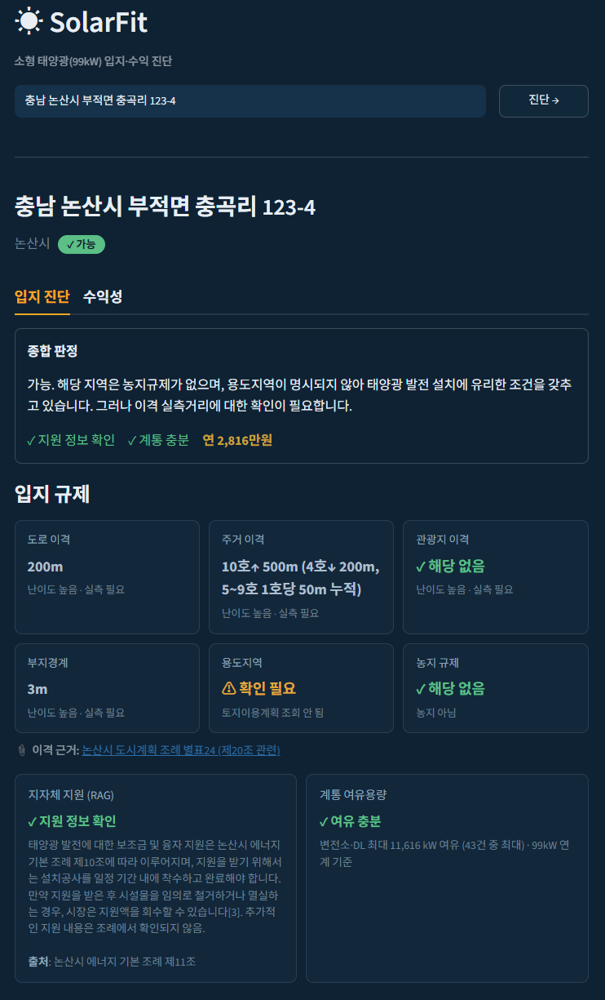 SolarFit
소형 태양광(99kW) 입지·수익 진단
충남 논산시 부적면 충곡리 123-4
진단 →
충남 논산시 부적면 충곡리 123-4
논산시 ✓ 가능
입지 진단 수익성
종합 판정
가능. 해당 지역은 농지규제가 없으며, 용도지역이 명시되지 않아 태양광 발전 설치에 유리한 조건을 갖추
고 있습니다. 그러나 이격 실측거리에 대한 확인이 필요합니다.
✓ 지원 정보 확인 ✓ 계통 충분 연 2,816만원
입지 규제
도로 이격
200m
난이도 높음 · 실측 필요
주거 이격
10호↑ 500m (4호↓ 200m,
5~9호 1호당 50m 누적)
난이도 높음 · 실측 필요
관광지 이격
✓ 해당 없음
난이도 높음 · 실측 필요
부지경계
3m
난이도 높음 · 실측 필요
용도지역
⚠ 확인 필요
토지이용계획 조회 안 됨
농지 규제
✓ 해당 없음
농지 아님
이격 근거: 논산시 도시계획 조례 별표24 (제20조 관련)
지자체 지원 (RAG)
✓ 지원 정보 확인
태양광 발전에 대한 보조금 및 융자 지원은 논산시 에너지
기본 조례 제10조에 따라 이루어지며, 지원을 받기 위해서
는 설치공사를 일정 기간 내에 착수하고 완료해야 합니다.
만약 지원을 받은 후 시설물을 임의로 철거하거나 멸실하
는 경우, 시장은 지원액을 회수할 수 있습니다[3]. 추가적
인 지원 내용은 조례에서 확인되지 않음.
출처: 논산시 에너지 기본 조례 제11조
계통 여유용량
✓ 여유 충분
변전소·DL 최대 11,616 kW 여유 (43건 중 최대) · 99kW 연
계 기준